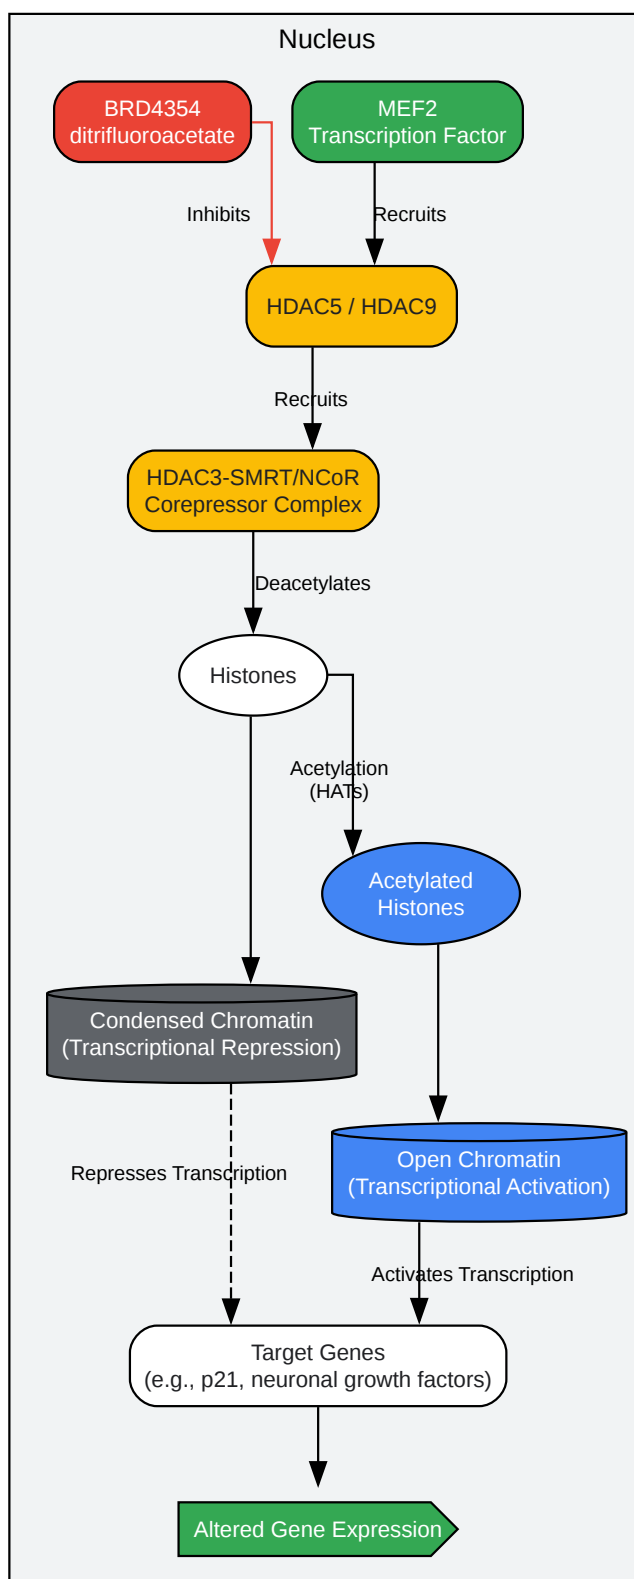 Nucleus
BRD4354
ditrifluoroacetate
MEF2
Transcription Factor
Inhibits
Recruits
HDAC5 / HDAC9
Recruits
HDAC3-SMRT/NCoR
Corepressor Complex
Deacetylates
Histones
Acetylation
(HATs)
Acetylated
Histones
Condensed Chromatin
(Transcriptional Repression)
Open Chromatin
(Transcriptional Activation)
Represses Transcription
Activates Transcription
Target Genes
(e.g., p21, neuronal growth factors)
Altered Gene Expression